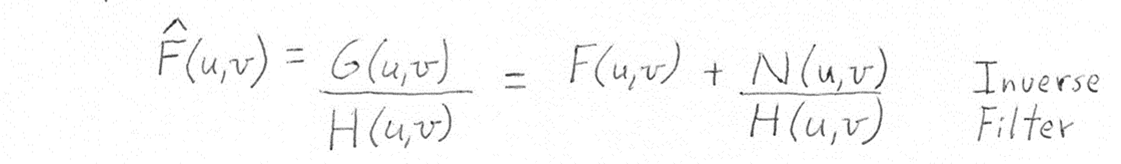 F̂(u,v) = G(u,v) / H(u,v) = F(u,v) + N(u,v) / H(u,v) Inverse
Filter